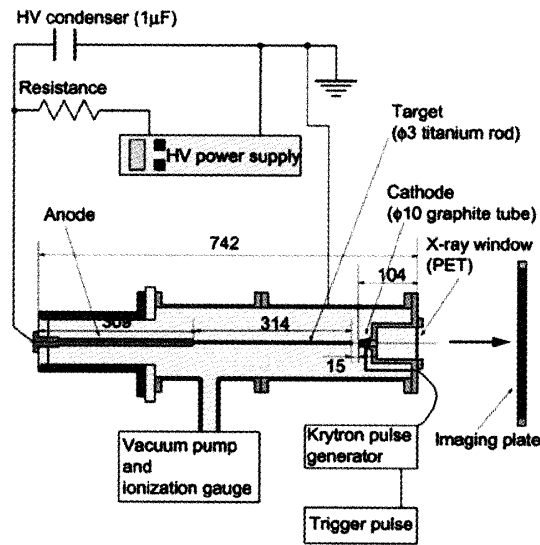 HV condenser (1μF)
Resistance
HV power supply
Target
(φ3 titanium rod)
Cathode
(φ10 graphite tube)
Anode
X-ray window
(PET)
742
104
369
314
15
Vacuum pump
and
ionization gauge
Krytron pulse
generator
Imaging plate
Trigger pulse